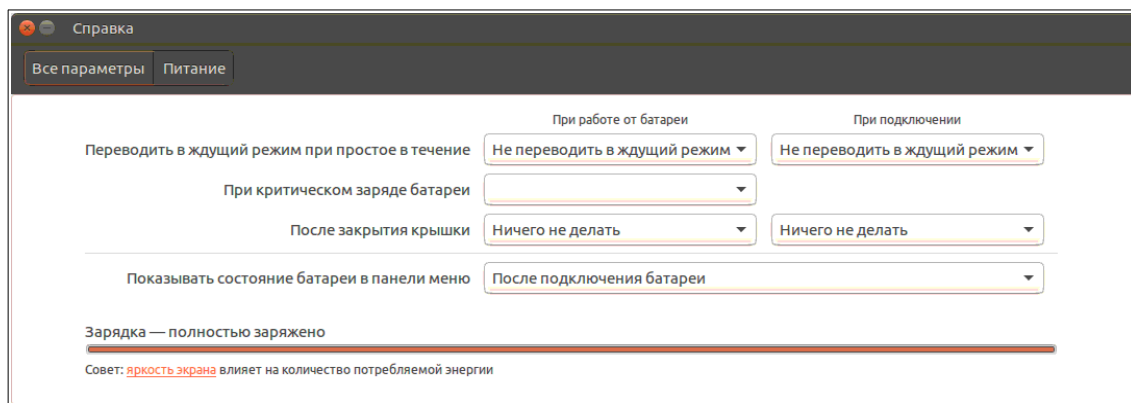 Справка
Все параметры Питание
При работе от батареи При подключении
Переводить в ждущий режим при простое в течение Не переводить в ждущий режим Не переводить в ждущий режим
При критическом заряде батареи
После закрытия крышки Ничего не делать Ничего не делать
Показывать состояние батареи в панели меню После подключения батареи
Зарядка — полностью заряжено
Совет: яркость экрана влияет на количество потребляемой энергии